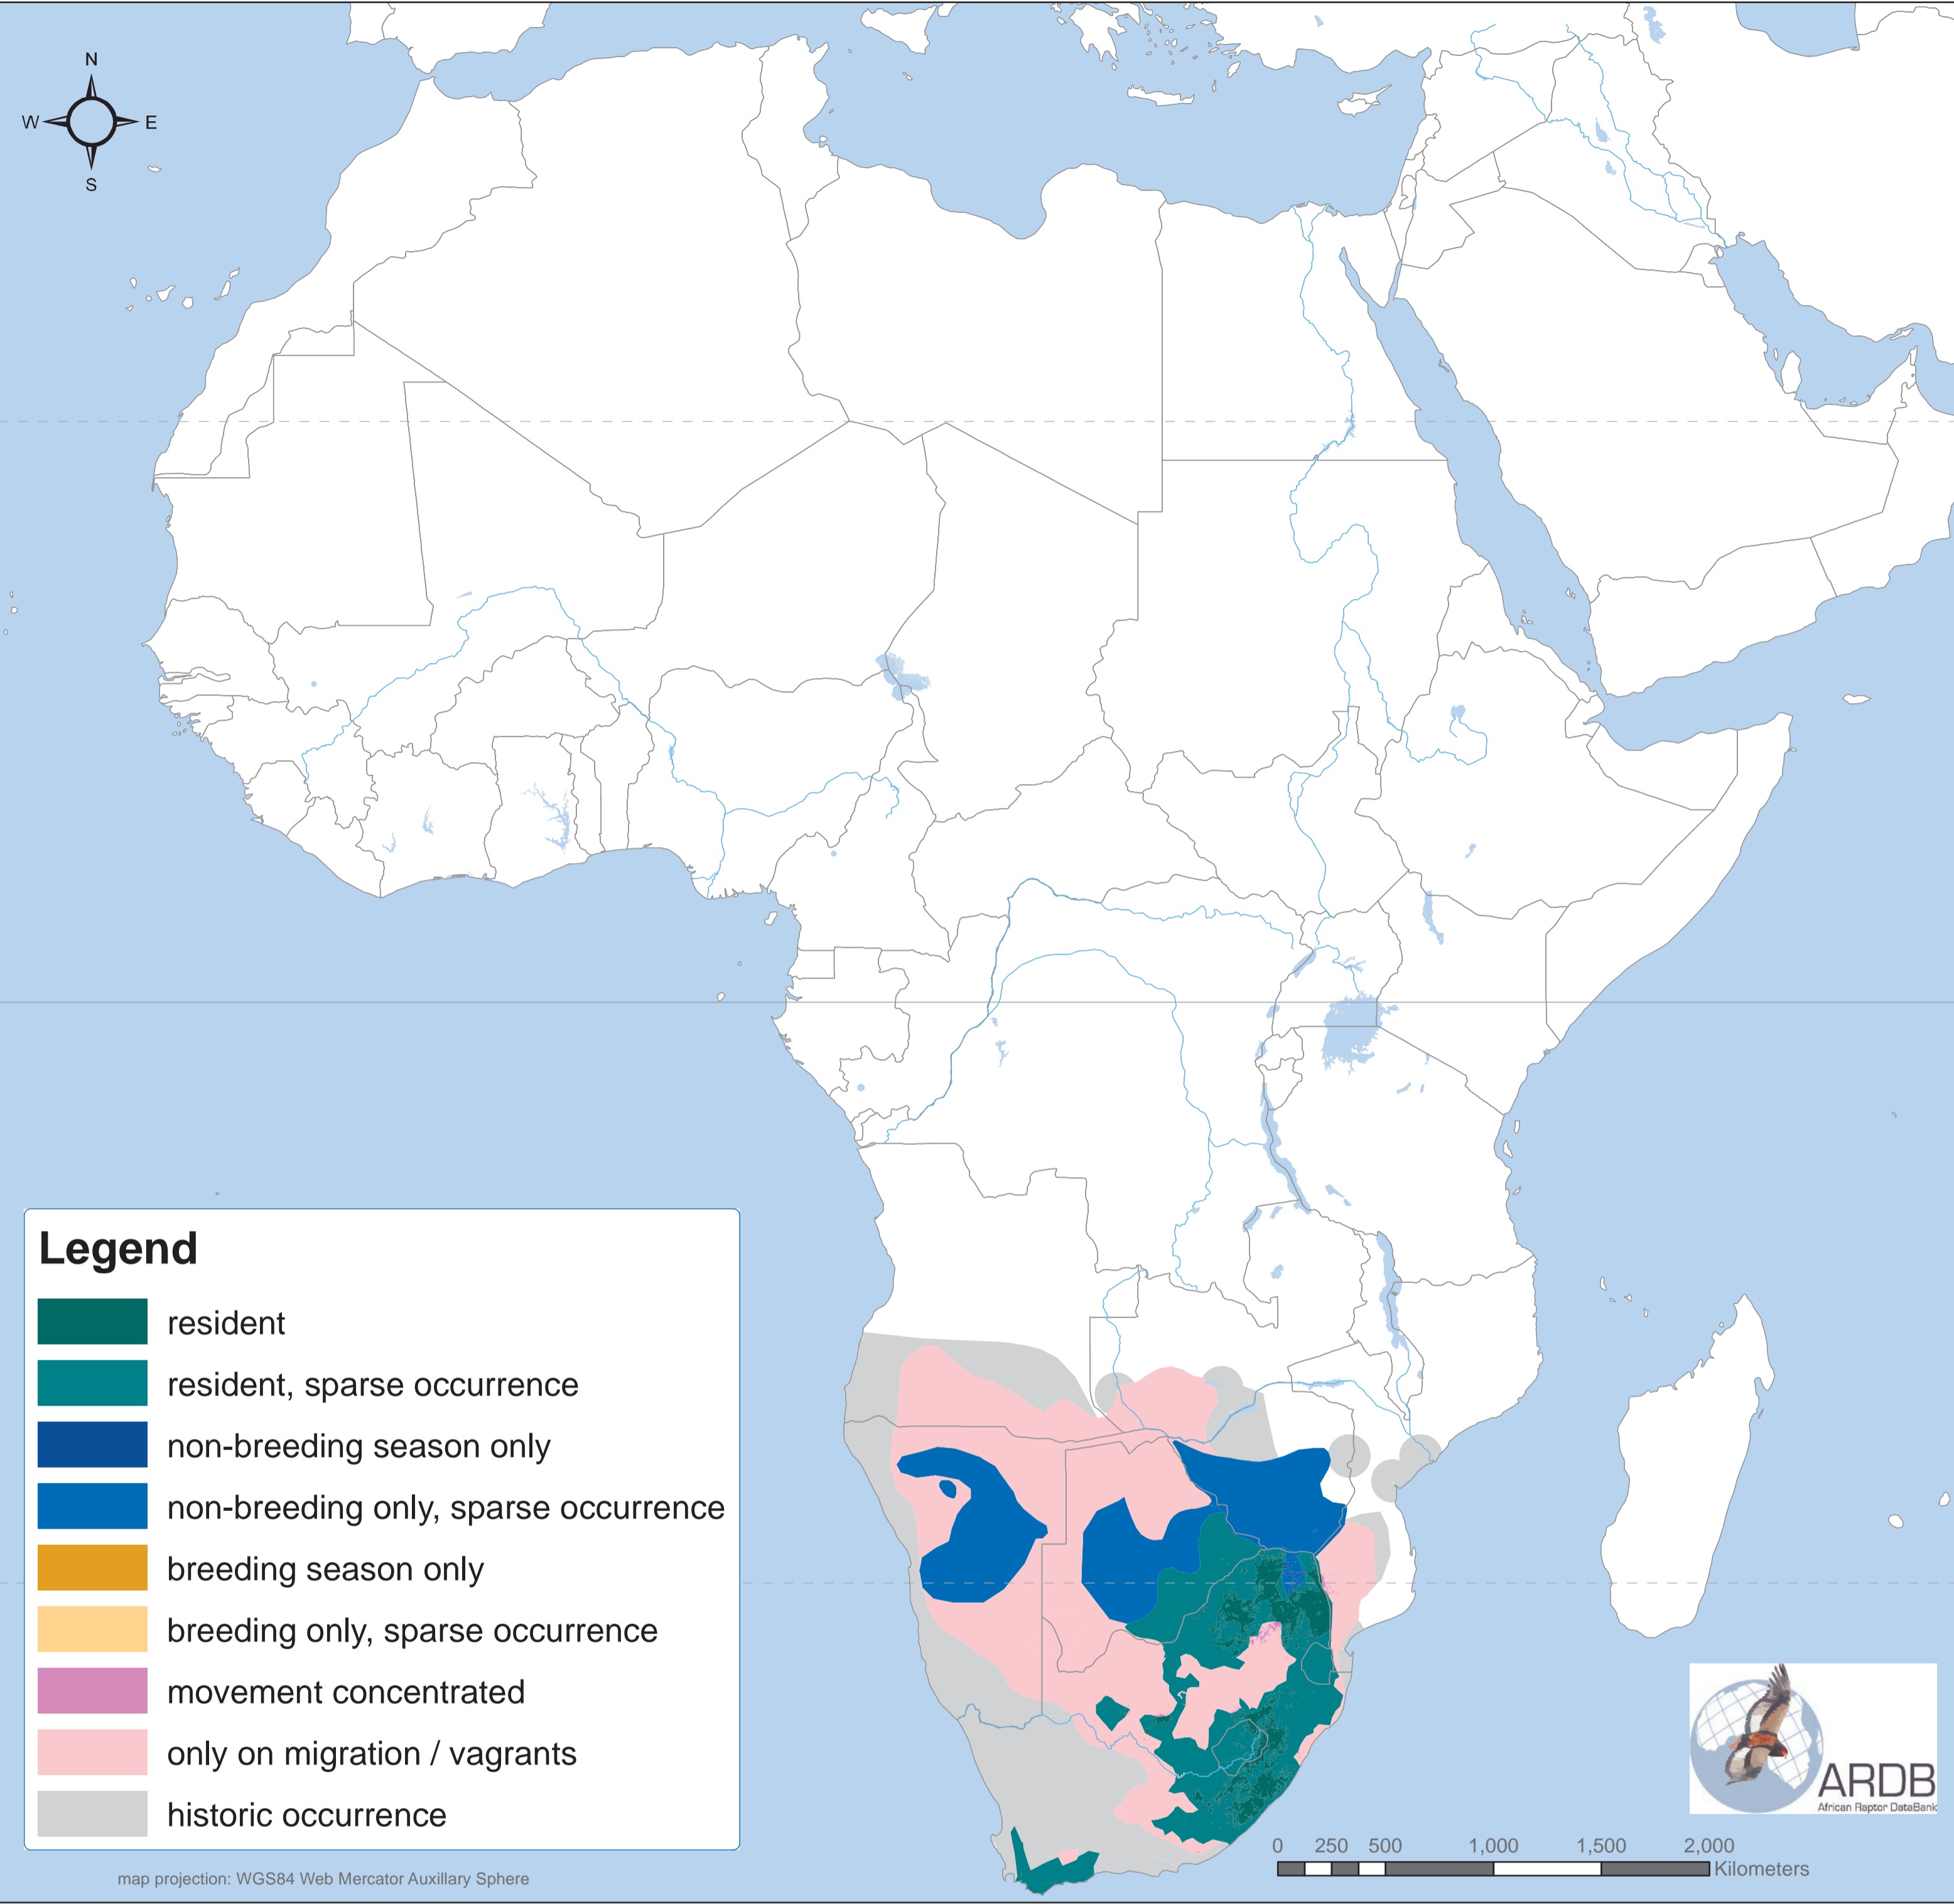 N
W E
S
Legend
resident
resident, sparse occurrence
non-breeding season only
non-breeding only, sparse occurrence
breeding season only
breeding only, sparse occurrence
movement concentrated
only on migration / vagrants
historic occurrence
map projection: WGS84 Web Mercator Auxillary Sphere
ARDB
African Raptor DataBank
0 250 500 1,000 1,500 2,000
Kilometers